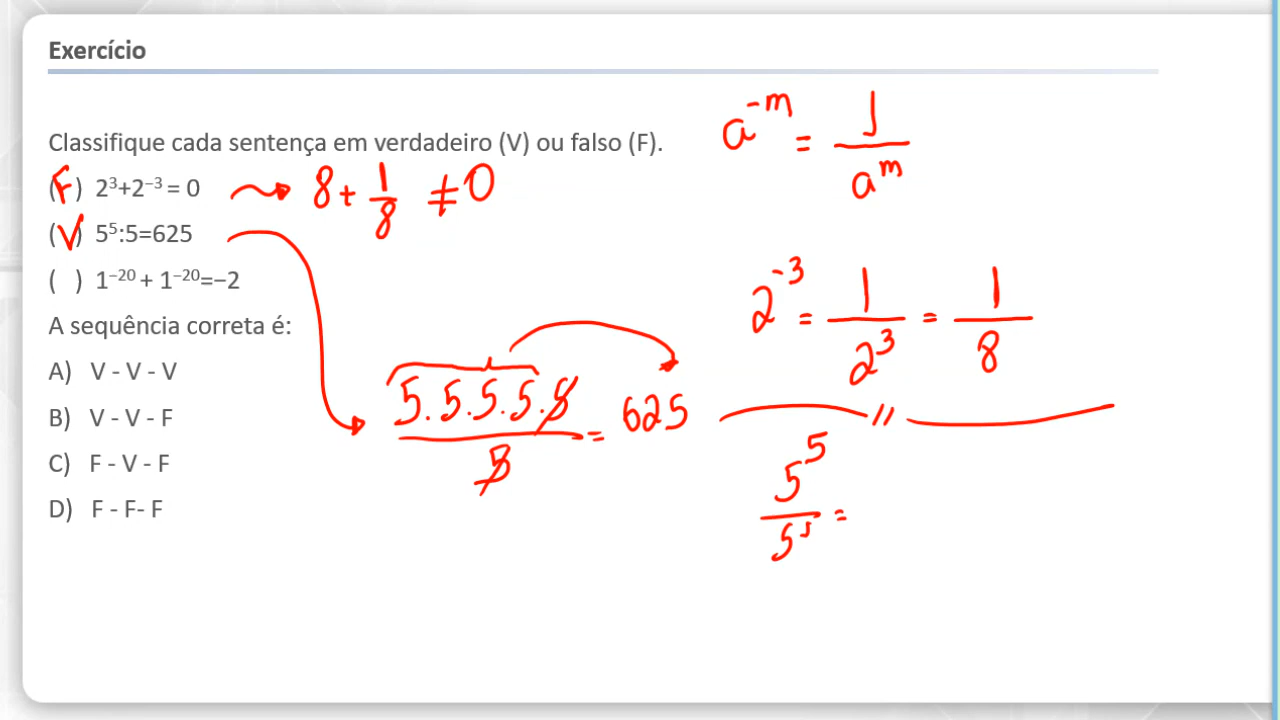 Exercício
Classifique cada sentença em verdadeiro (V) ou falso (F).
(F) 2³+2⁻³ = 0 → 8 + 1/8 ≠ 0
(V) 5⁵:5=625
( ) 1⁻²⁰ + 1⁻²⁰=−2
A sequência correta é:
A) V - V - V
B) V - V - F
C) F - V - F
D) F - F- F
5.5.5.5.5/5 = 625
a⁻ᵐ = 1/aᵐ
2⁻³ = 1/2³ = 1/8
//
5⁵/5⁵ =